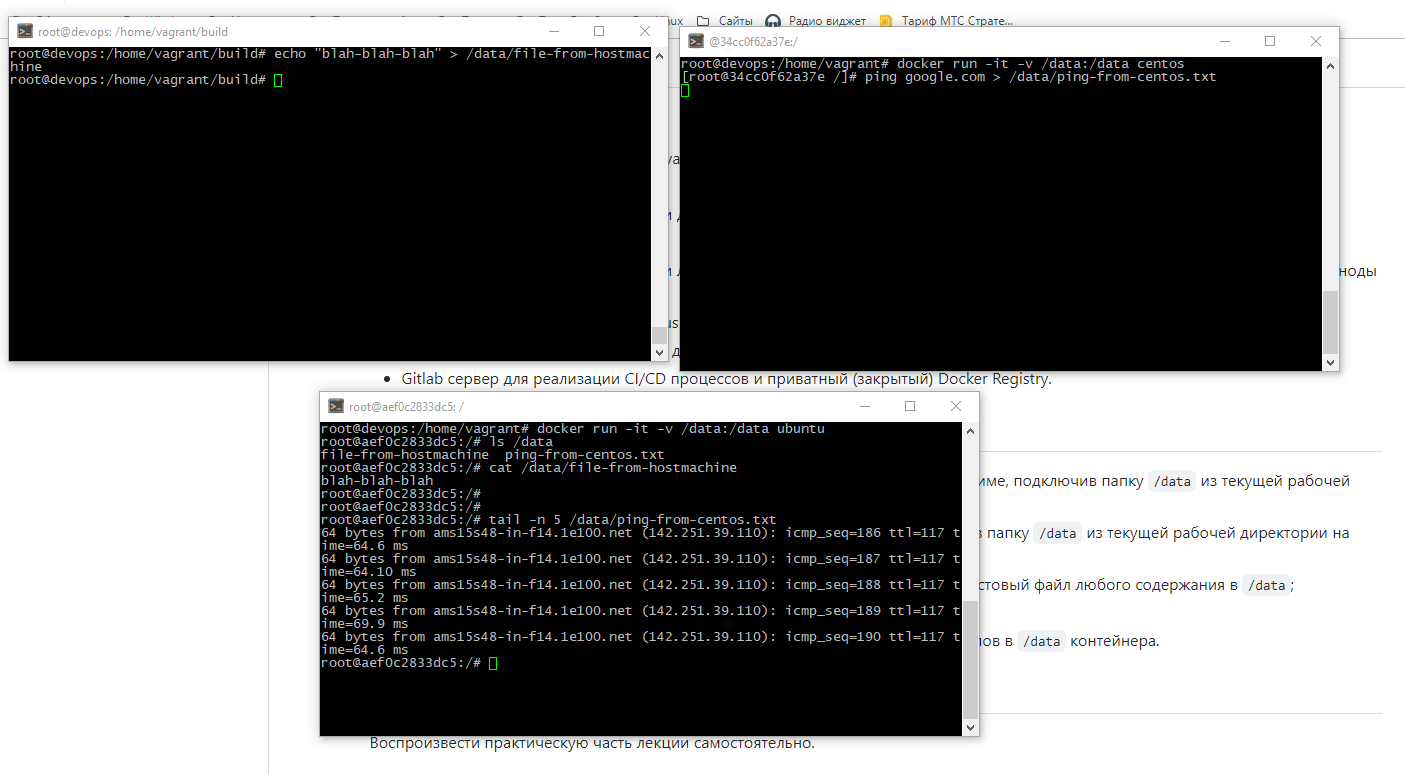 Linux
Сайты
Радио виджет
Тариф МТС Страте...
root@devops: /home/vagrant/build
root@devops:/home/vagrant/build# echo "blah-blah-blah" > /data/file-from-hostmac
hine
root@devops:/home/vagrant/build#
@34cc0f62a37e:/
root@devops:/home/vagrant# docker run -it -v /data:/data centos
[root@34cc0f62a37e /]# ping google.com > /data/ping-from-centos.txt
ноды
Gitlab сервер для реализации CI/CD процессов и приватный (закрытый) Docker Registry.
root@aef0c2833dc5: /
root@devops:/home/vagrant# docker run -it -v /data:/data ubuntu
root@aef0c2833dc5:/# ls /data
file-from-hostmachine  ping-from-centos.txt
root@aef0c2833dc5:/# cat /data/file-from-hostmachine
blah-blah-blah
root@aef0c2833dc5:/#
root@aef0c2833dc5:/#
root@aef0c2833dc5:/# tail -n 5 /data/ping-from-centos.txt
64 bytes from ams15s48-in-f14.1e100.net (142.251.39.110): icmp_seq=186 ttl=117 t
ime=64.6 ms
64 bytes from ams15s48-in-f14.1e100.net (142.251.39.110): icmp_seq=187 ttl=117 t
ime=64.10 ms
64 bytes from ams15s48-in-f14.1e100.net (142.251.39.110): icmp_seq=188 ttl=117 t
ime=65.2 ms
64 bytes from ams15s48-in-f14.1e100.net (142.251.39.110): icmp_seq=189 ttl=117 t
ime=69.9 ms
64 bytes from ams15s48-in-f14.1e100.net (142.251.39.110): icmp_seq=190 ttl=117 t
ime=64.6 ms
root@aef0c2833dc5:/#
име, подключив папку /data из текущей рабочей
в папку /data из текущей рабочей директории на
стовый файл любого содержания в /data;
лов в /data контейнера.
Воспроизвести практическую часть лекции самостоятельно.